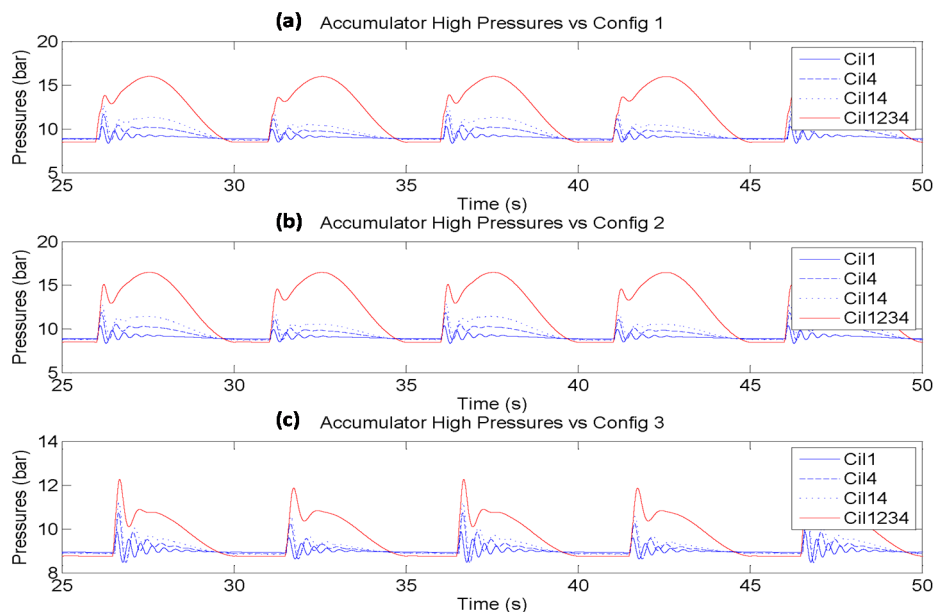 (a) Accumulator High Pressures vs Config 1
Pressures (bar)
20
15
10
5
25 30 35 40 45 50
Time (s)
Cil1
Cil4
Cil14
Cil1234
(b) Accumulator High Pressures vs Config 2
Pressures (bar)
20
15
10
5
25 30 35 40 45 50
Time (s)
Cil1
Cil4
Cil14
Cil1234
(c) Accumulator High Pressures vs Config 3
Pressures (bar)
14
12
10
8
25 30 35 40 45 50
Time (s)
Cil1
Cil4
Cil14
Cil1234